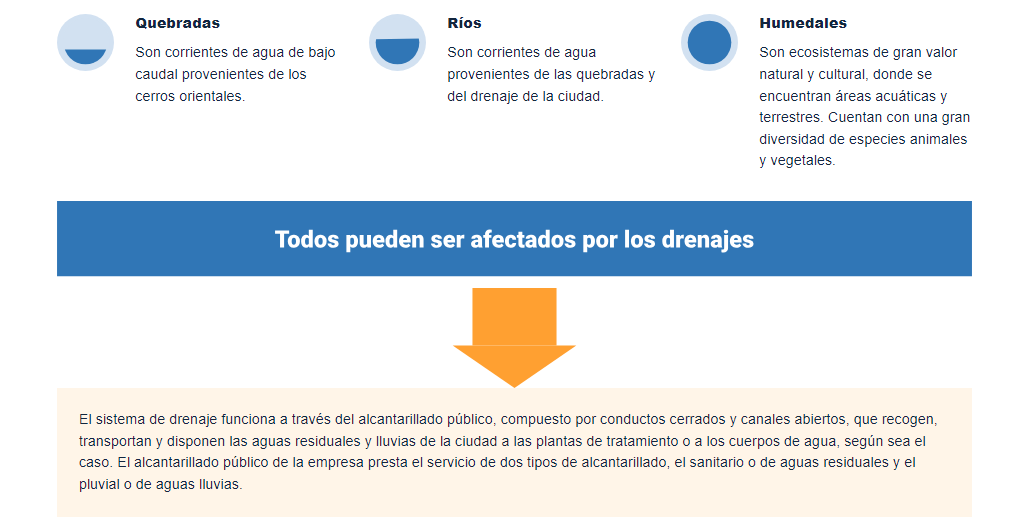 Quebradas
Son corrientes de agua de bajo
caudal provenientes de los
cerros orientales.
Ríos
Son corrientes de agua
provenientes de las quebradas y
del drenaje de la ciudad.
Humedales
Son ecosistemas de gran valor
natural y cultural, donde se
encuentran áreas acuáticas y
terrestres. Cuentan con una gran
diversidad de especies animales
y vegetales.
Todos pueden ser afectados por los drenajes
El sistema de drenaje funciona a través del alcantarillado público, compuesto por conductos cerrados y canales abiertos, que recogen,
transportan y disponen las aguas residuales y lluvias de la ciudad a las plantas de tratamiento o a los cuerpos de agua, según sea el
caso. El alcantarillado público de la empresa presta el servicio de dos tipos de alcantarillado, el sanitario o de aguas residuales y el
pluvial o de aguas lluvias.